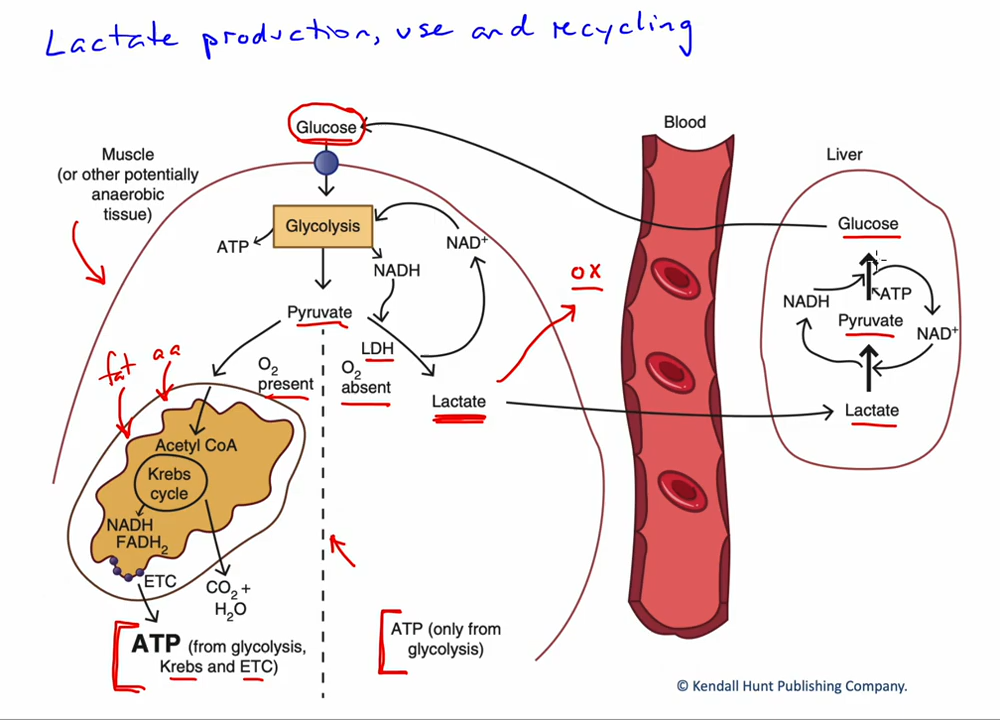 Lactate production, use and recycling
Glucose
Muscle
(or other potentially
anaerobic
tissue)
Glycolysis
ATP
NAD⁺
NADH
Pyruvate
LDH
O₂
present
O₂
absent
Lactate
ox
fat
aa
Acetyl CoA
Krebs
cycle
NADH
FADH₂
ETC
CO₂ +
H₂O
ATP (from glycolysis,
Krebs and ETC)
ATP (only from
glycolysis)
Blood
Liver
Glucose
NADH
ATP
Pyruvate
NAD⁺
Lactate
© Kendall Hunt Publishing Company.